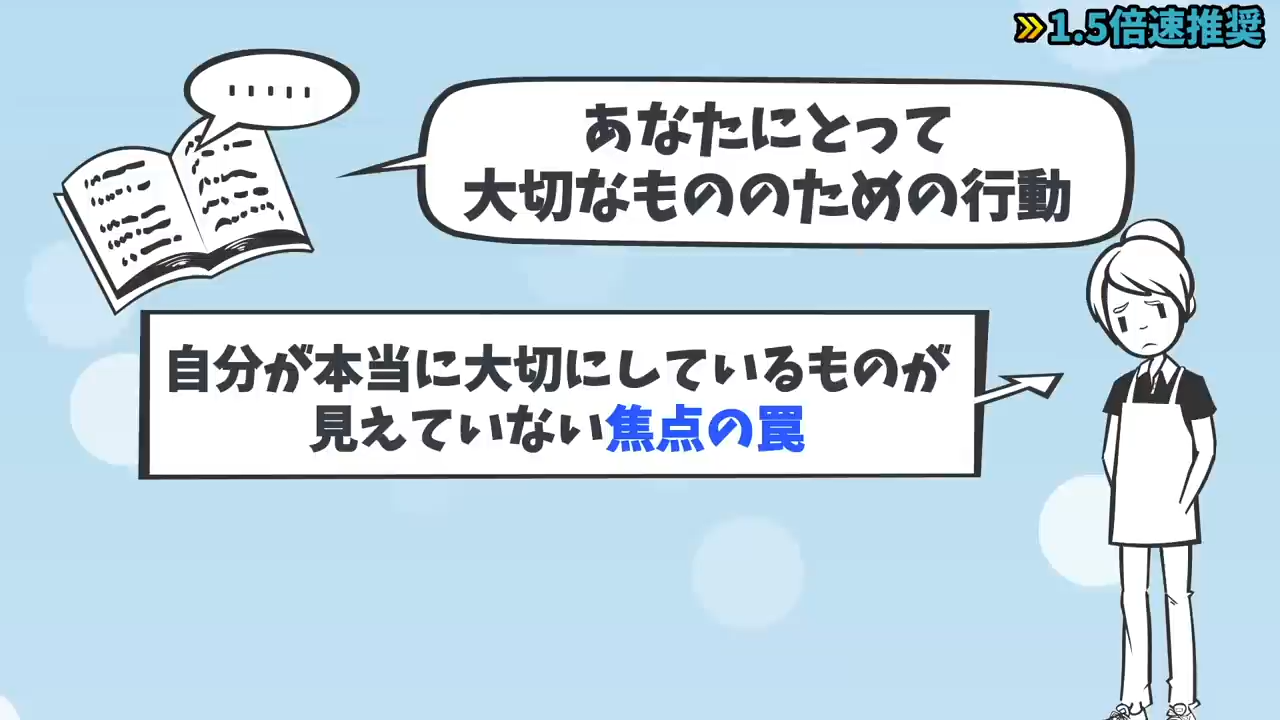 1.5倍速推奨
あなたにとって
大切なもののための行動
自分が本当に大切にしているものが
見えていない焦点の罠